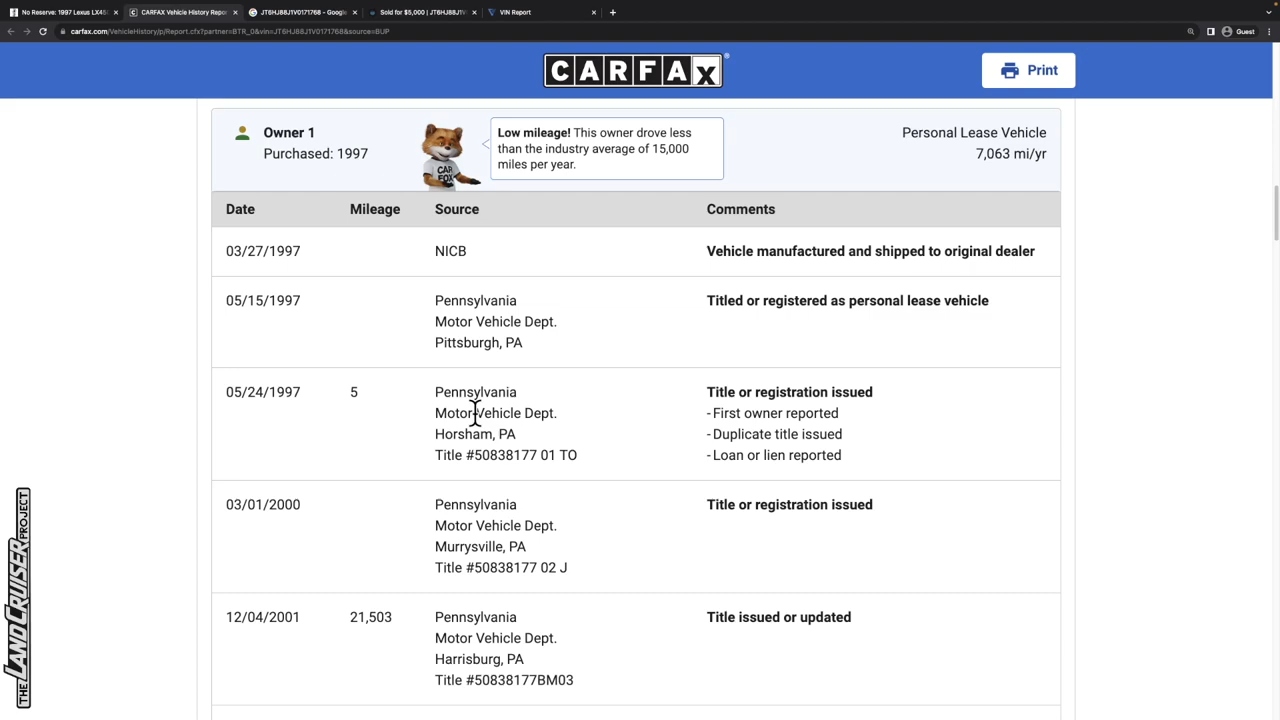 No Reserve: 1997 Lexus LX45
CARFAX Vehicle History Repo
JT6HJ88J1V0171768 - Google
Sold for $5,000 | JT6HJ88J1V
VIN Report
carfax.com/VehicleHistory/p/Report.cfx?partner=BTR_0&vin=JT6HJ88J1V0171768&source=BUP
Guest
CARFAX
Print
Owner 1
Purchased: 1997
CAR
FOX
Low mileage! This owner drove less
than the industry average of 15,000
miles per year.
Personal Lease Vehicle
7,063 mi/yr
Date Mileage Source Comments
03/27/1997 NICB Vehicle manufactured and shipped to original dealer
05/15/1997 Pennsylvania Titled or registered as personal lease vehicle
Motor Vehicle Dept.
Pittsburgh, PA
05/24/1997 5 Pennsylvania Title or registration issued
Motor Vehicle Dept. - First owner reported
Horsham, PA - Duplicate title issued
Title #50838177 01 TO - Loan or lien reported
03/01/2000 Pennsylvania Title or registration issued
Motor Vehicle Dept.
Murrysville, PA
Title #50838177 02 J
12/04/2001 21,503 Pennsylvania Title issued or updated
Motor Vehicle Dept.
Harrisburg, PA
Title #50838177BM03
THE LAND CRUISER PROJECT